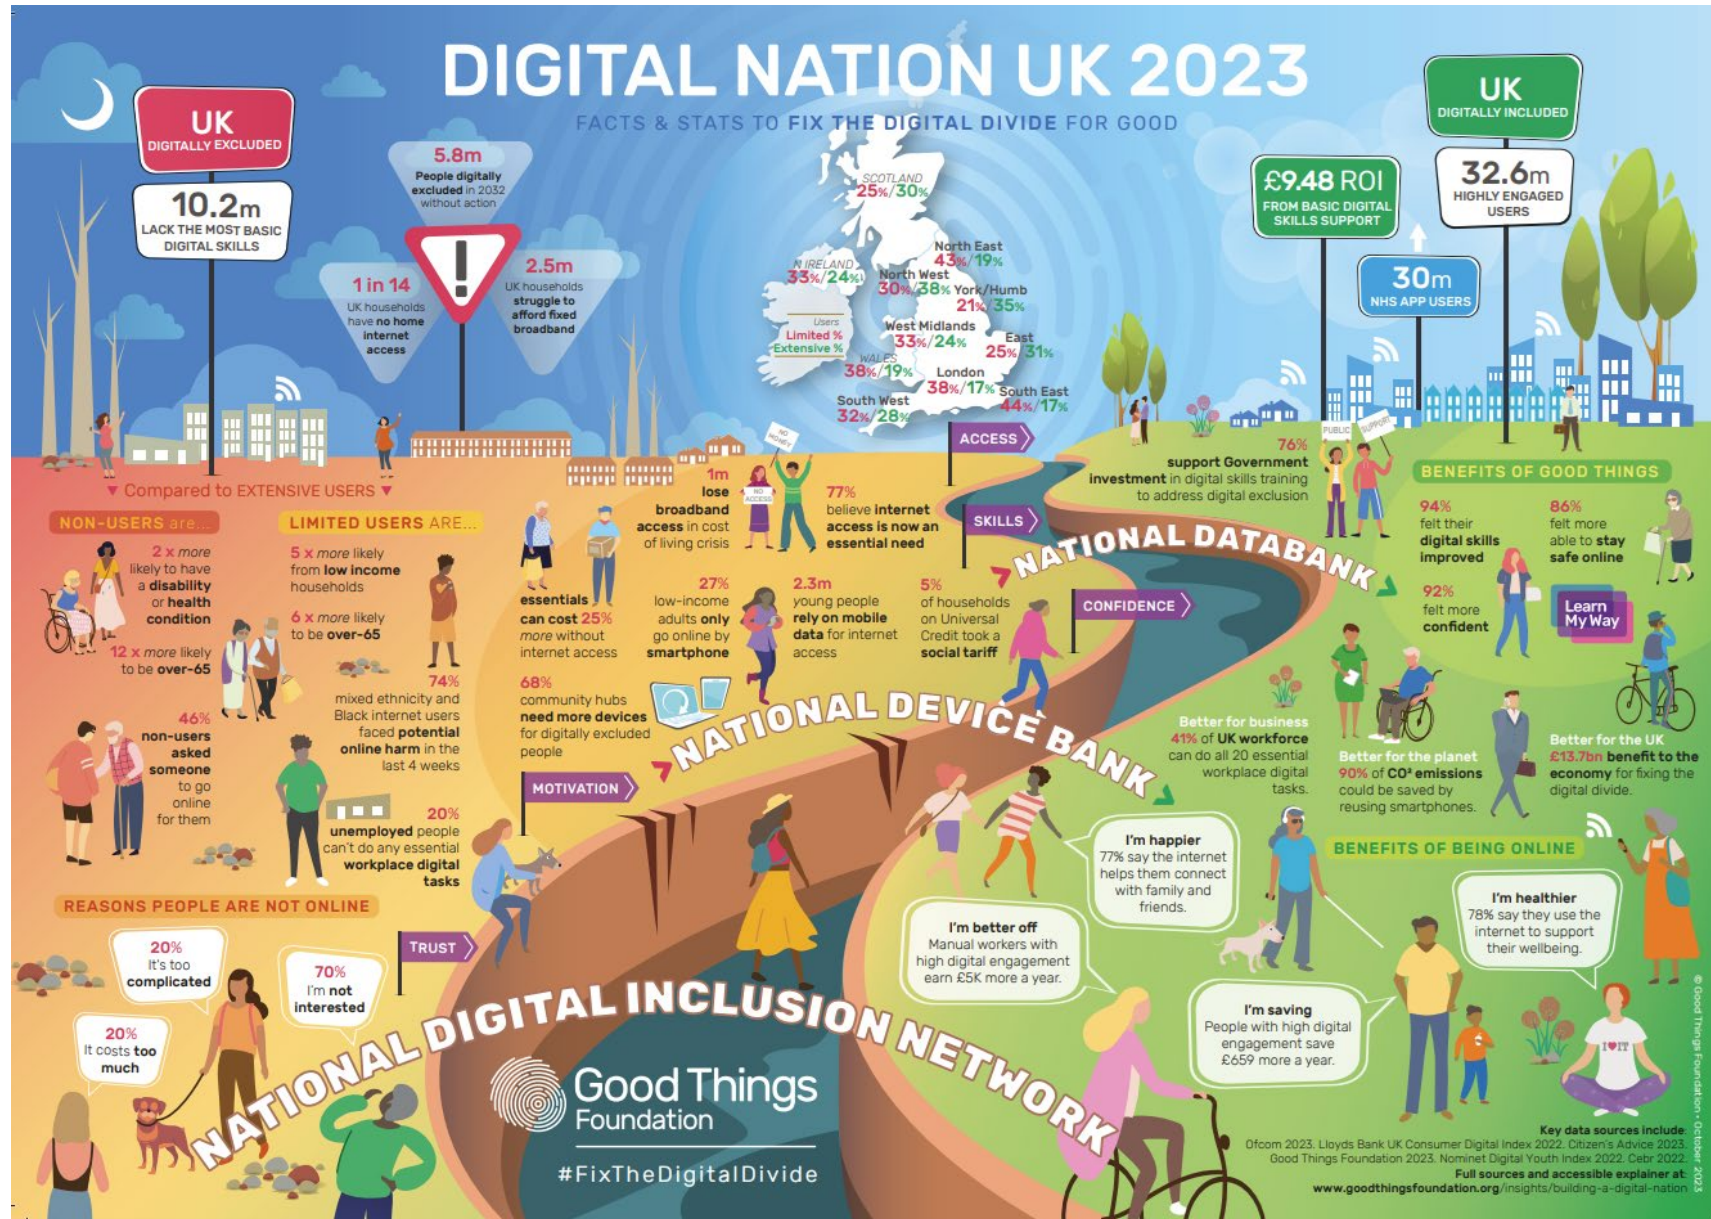 DIGITAL NATION UK 2023
FACTS & STATS TO FIX THE DIGITAL DIVIDE FOR GOOD
UK
DIGITALLY EXCLUDED
10.2m
LACK THE MOST BASIC
DIGITAL SKILLS
5.8m
People digitally
excluded in 2032
without action
1 in 14
UK households
have no home
internet
access
2.5m
UK households
struggle to
afford fixed
broadband
SCOTLAND
25%/30%
N IRELAND
33%/24%
North East
43%/19%
North West
30%/38%
York/Humb
21%/35%
Users
Limited %
Extensive %
West Midlands
33%/24%
East
25%/31%
WALES
38%/19%
London
38%/17%
South East
44%/17%
South West
32%/28%
UK
DIGITALLY INCLUDED
32.6m
HIGHLY ENGAGED
USERS
£9.48 ROI
FROM BASIC DIGITAL
SKILLS SUPPORT
30m
NHS APP USERS
▼ Compared to EXTENSIVE USERS ▼
NON-USERS are...
2 x more
likely to have
a disability
or health
condition
12 x more likely
to be over-65
46%
non-users
asked
someone
to go
online
for them
LIMITED USERS ARE...
5 x more likely
from low income
households
6 x more likely
to be over-65
74%
mixed ethnicity and
Black internet users
faced potential
online harm in the
last 4 weeks
20%
unemployed people
can't do any essential
workplace digital
tasks
REASONS PEOPLE ARE NOT ONLINE
20%
It's too
complicated
70%
I'm not
interested
20%
It costs too
much
essentials
can cost 25%
more without
internet access
1m
lose
broadband
access in cost
of living crisis
NO
MONEY
NO
ACCESS
77%
believe internet
access is now an
essential need
27%
low-income
adults only
go online by
smartphone
2.3m
young people
rely on mobile
data for internet
access
5%
of households
on Universal
Credit took a
social tariff
68%
community hubs
need more devices
for digitally excluded
people
ACCESS
SKILLS
CONFIDENCE
MOTIVATION
TRUST
NATIONAL DATABANK
NATIONAL DEVICE BANK
NATIONAL DIGITAL INCLUSION NETWORK
76%
support Government
investment in digital skills training
to address digital exclusion
PUBLIC
SUPPORT
BENEFITS OF GOOD THINGS
94%
felt their
digital skills
improved
86%
felt more
able to stay
safe online
92%
felt more
confident
Learn
My Way
Better for business
41% of UK workforce
can do all 20 essential
workplace digital
tasks.
Better for the planet
90% of CO² emissions
could be saved by
reusing smartphones.
Better for the UK
£13.7bn benefit to the
economy for fixing the
digital divide.
BENEFITS OF BEING ONLINE
I'm happier
77% say the internet
helps them connect
with family and
friends.
I'm better off
Manual workers with
high digital engagement
earn £5K more a year.
I'm healthier
78% say they use the
internet to support
their wellbeing.
I'm saving
People with high digital
engagement save
£659 more a year.
I♥IT
Good Things
Foundation
#FixTheDigitalDivide
Key data sources include:
Ofcom 2023. Lloyds Bank UK Consumer Digital Index 2022. Citizen's Advice 2023.
Good Things Foundation 2023. Nominet Digital Youth Index 2022. Cebr 2022.
Full sources and accessible explainer at:
www.goodthingsfoundation.org/insights/building-a-digital-nation
© Good Things Foundation • October 2023